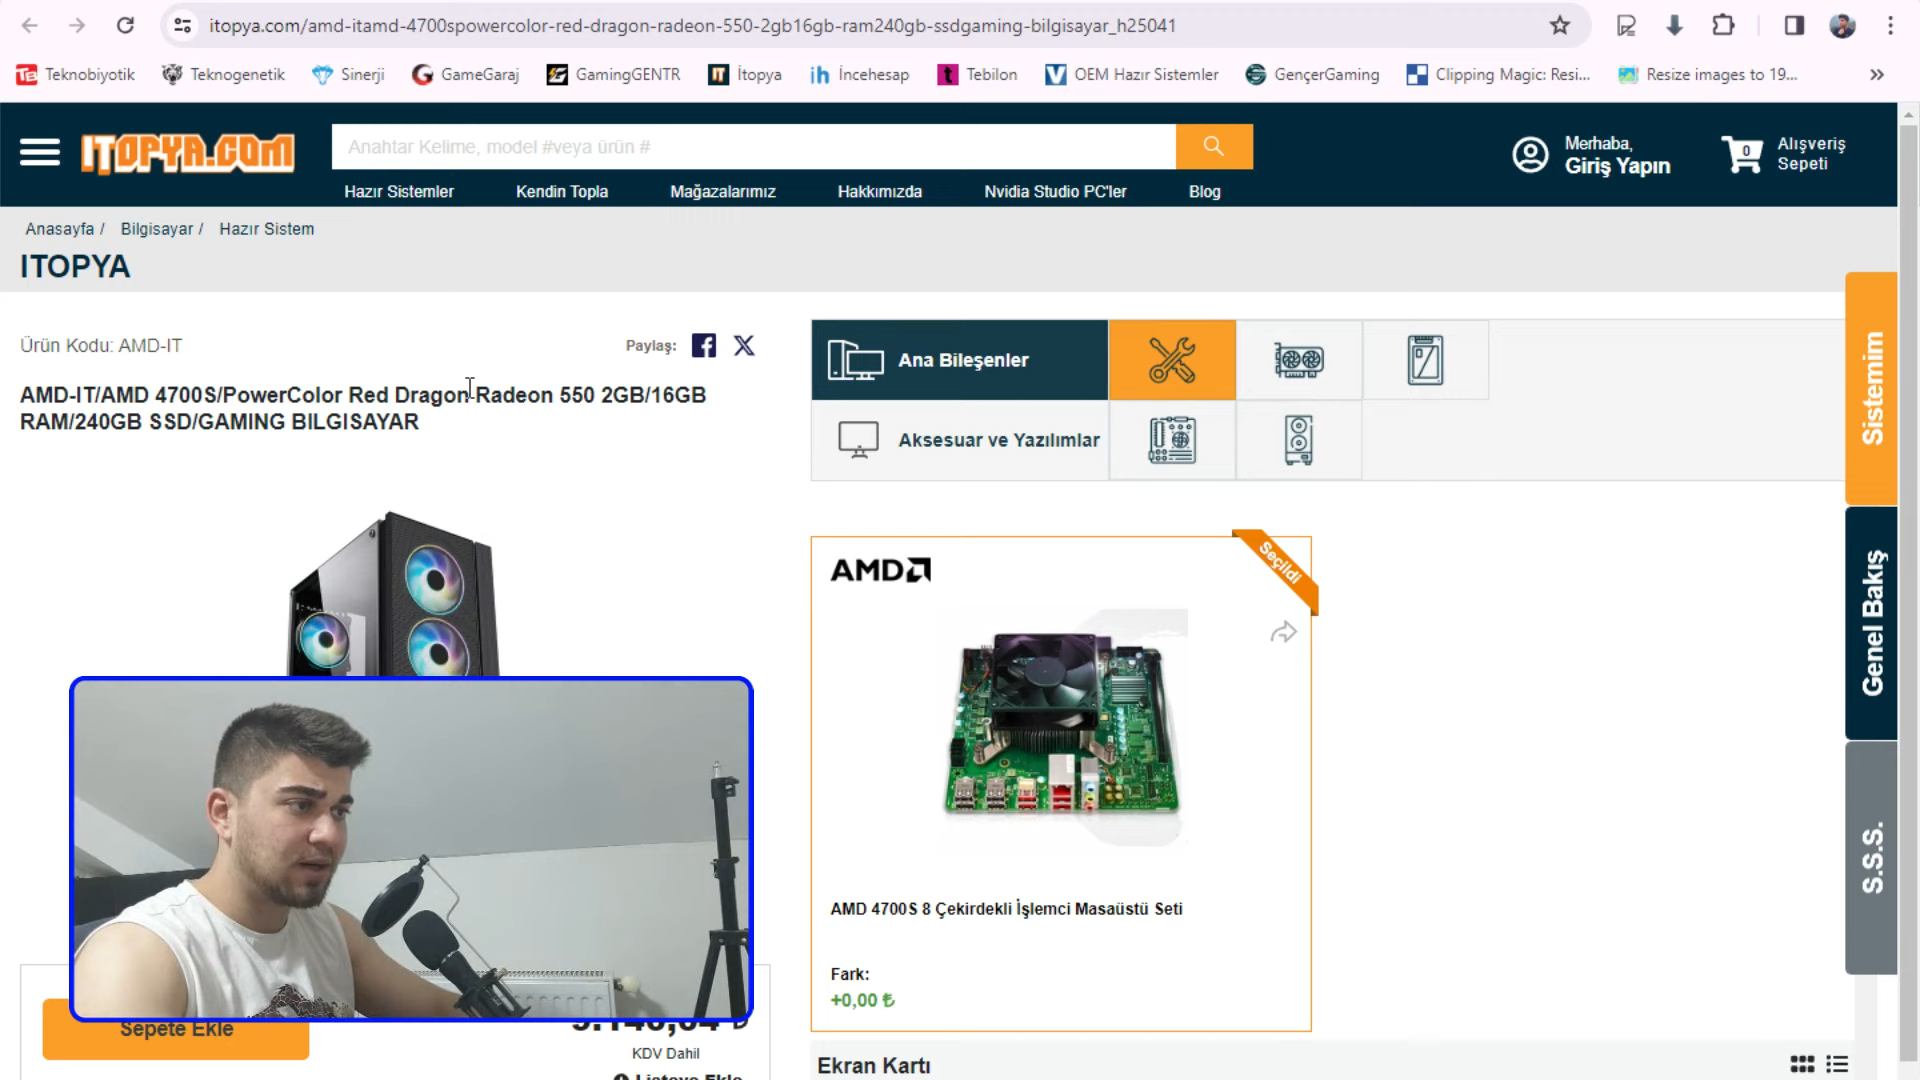 itopya.com/amd-itamd-4700spowercolor-red-dragon-radeon-550-2gb16gb-ram240gb-ssdgaming-bilgisayar_h25041
Teknobiyotik
Teknogenetik
Sinerji
GameGaraj
GamingGENTR
İtopya
İncehesap
Tebilon
OEM Hazır Sistemler
GençerGaming
Clipping Magic: Resi...
Resize images to 19...
ITOPYA.COM
Anahtar Kelime, model #veya ürün #
Merhaba,
Giriş Yapın
0
Alışveriş
Sepeti
Hazır Sistemler
Kendin Topla
Mağazalarımız
Hakkımızda
Nvidia Studio PC'ler
Blog
Anasayfa /
Bilgisayar /
Hazır Sistem
ITOPYA
Ürün Kodu: AMD-IT
Paylaş:
AMD-IT/AMD 4700S/PowerColor Red Dragon Radeon 550 2GB/16GB
RAM/240GB SSD/GAMING BILGISAYAR
Ana Bileşenler
Aksesuar ve Yazılımlar
Sistemim
Genel Bakış
S.S.S.
AMD
Seçildi
AMD 4700S 8 Çekirdekli İşlemci Masaüstü Seti
Fark:
+0,00 ₺
Sepete Ekle
KDV Dahil
Listeye Ekle
Ekran Kartı